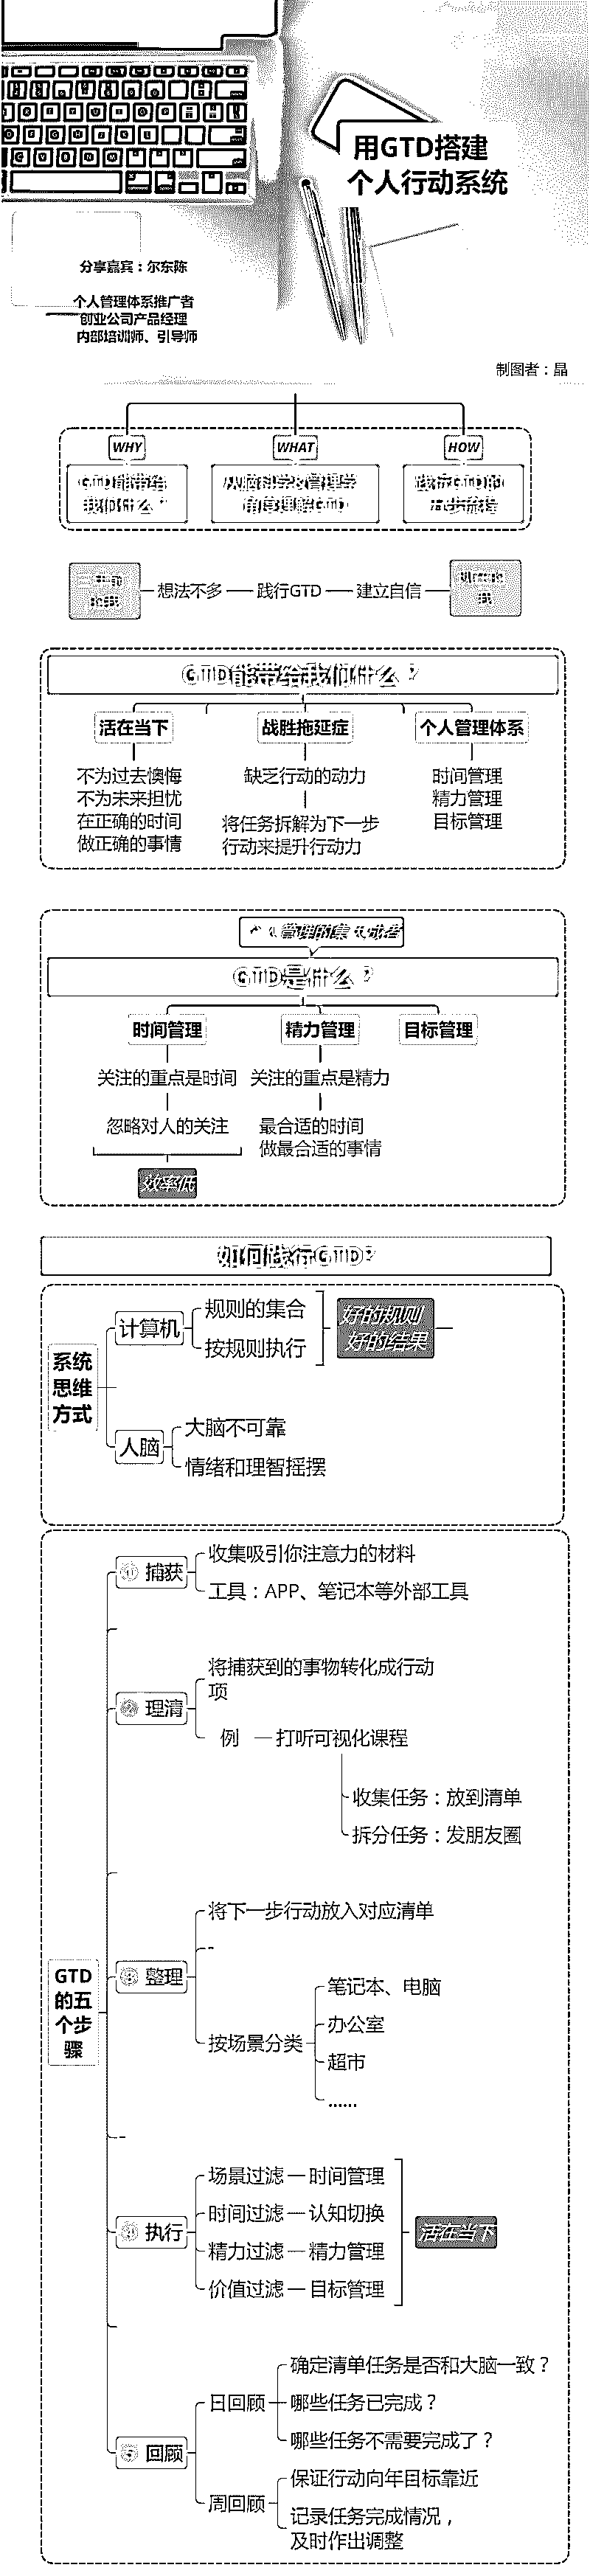 用GTD搭建
个人行动系统
分享嘉宾：尔东陈
个人管理体系推广者
创业公司产品经理
内部培训师、引导师
制图者：晶
WHY
WHAT
HOW
GTD能带给
我们什么？
从脑科学&管理学
的角度理解GTD
践行GTD的
想法不多
践行GTD
建立自信
GTD能带给我们什么？
活在当下
战胜拖延症
个人管理体系
不为过去懊悔
不为未来担忧
在正确的时间
做正确的事情
缺乏行动的动力
将任务拆解为下一步
行动来提升行动力
时间管理
精力管理
目标管理
个人管理的集大成者
GTD是什么？
时间管理
精力管理
目标管理
关注的重点是时间
关注的重点是精力
忽略对人的关注
最合适的时间
做最合适的事情
效率低
如何践行GTD?
系统
思维
方式
计算机
规则的集合
按规则执行
好的规则
好的结果
人脑
大脑不可靠
情绪和理智摇摆
GTD
的五
个步
骤
捕获
收集吸引你注意力的材料
工具：APP、笔记本等外部工具
理清
将捕获到的事物转化成行动
项
例
打听可视化课程
收集任务：放到清单
拆分任务：发朋友圈
整理
将下一步行动放入对应清单
按场景分类
笔记本、电脑
办公室
超市
......
执行
场景过滤
时间管理
时间过滤
认知切换
精力过滤
精力管理
价值过滤
目标管理
活在当下
回顾
日回顾
确定清单任务是否和大脑一致？
哪些任务已完成？
哪些任务不需要完成了？
周回顾
保证行动向年目标靠近
记录任务完成情况，
及时作出调整